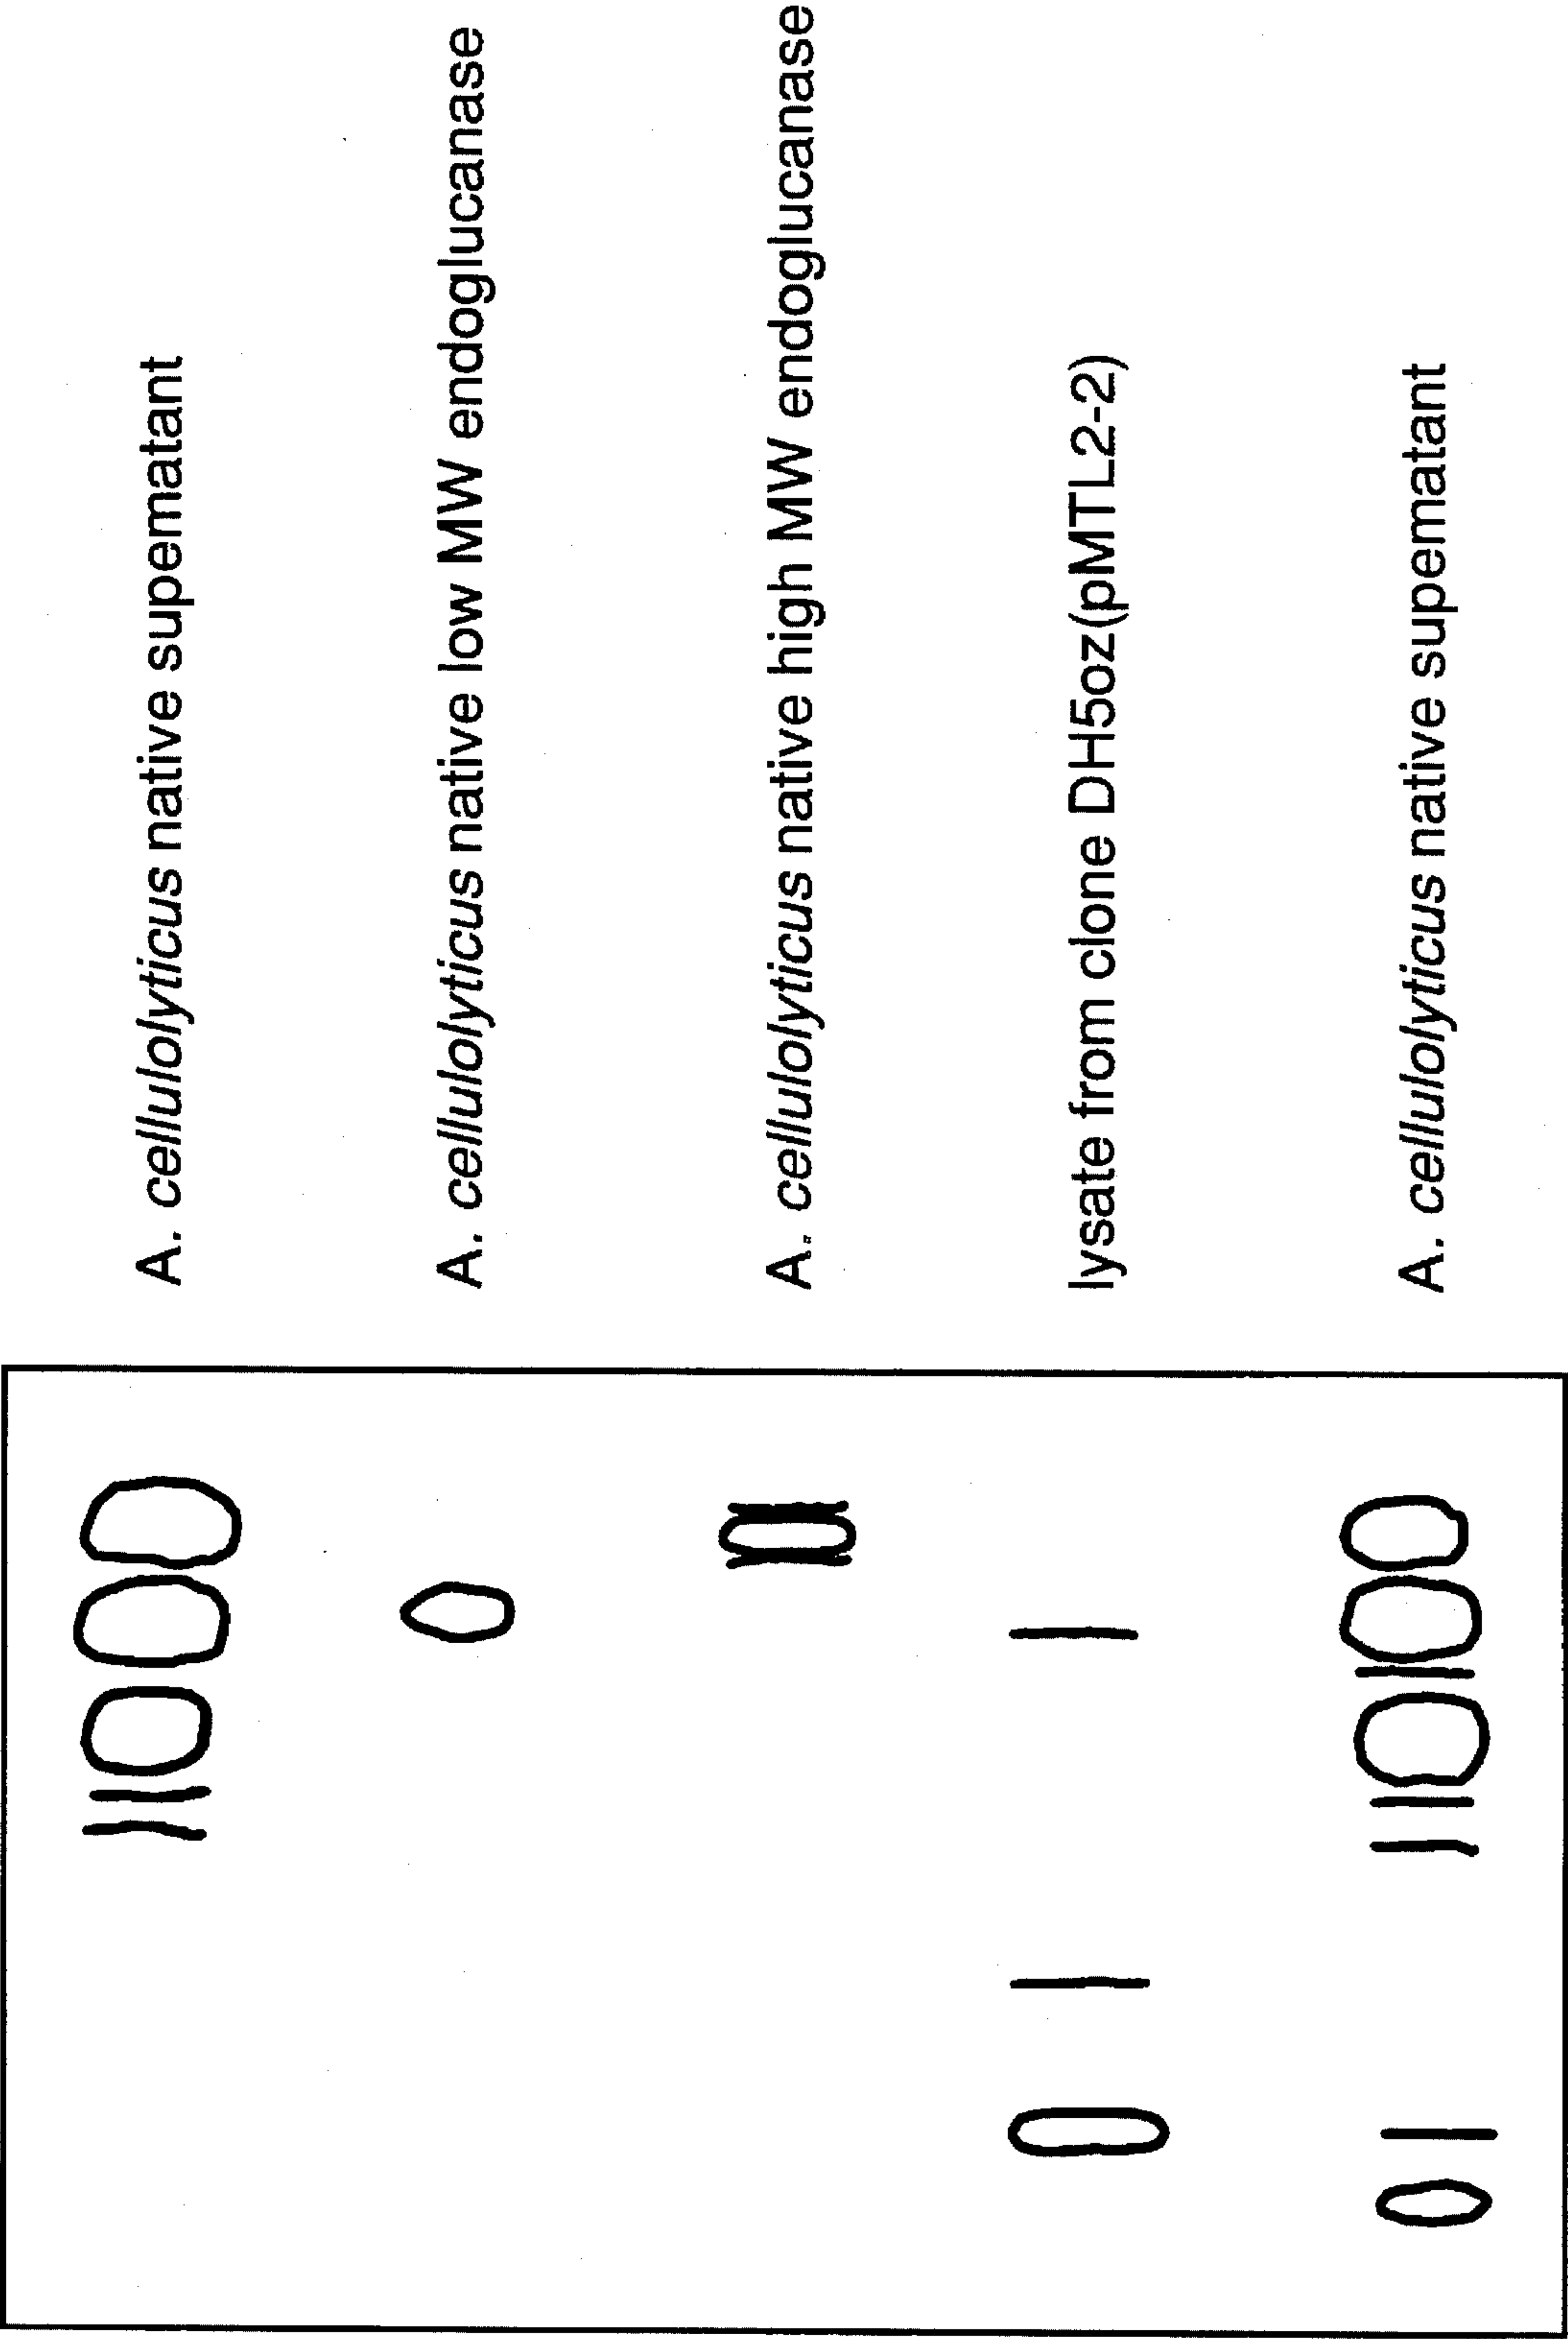 A. cellulolyticus native supematant
A. cellulolyticus native low MW endoglucanase
A. cellulolyticus native high MW endoglucanase
lysate from clone DH5oz(pMTL2-2)
A. cellulolyticus native supematant